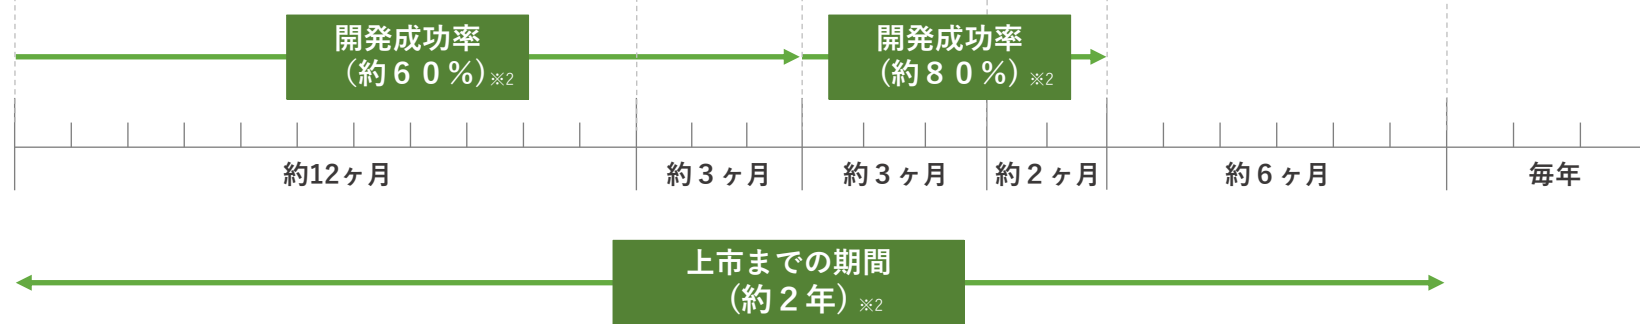 開発成功率
（約６０％）※2
開発成功率
（約８０％）※2
約12ヶ月
約３ヶ月
約３ヶ月
約２ヶ月
約６ヶ月
毎年
上市までの期間
（約２年）※2